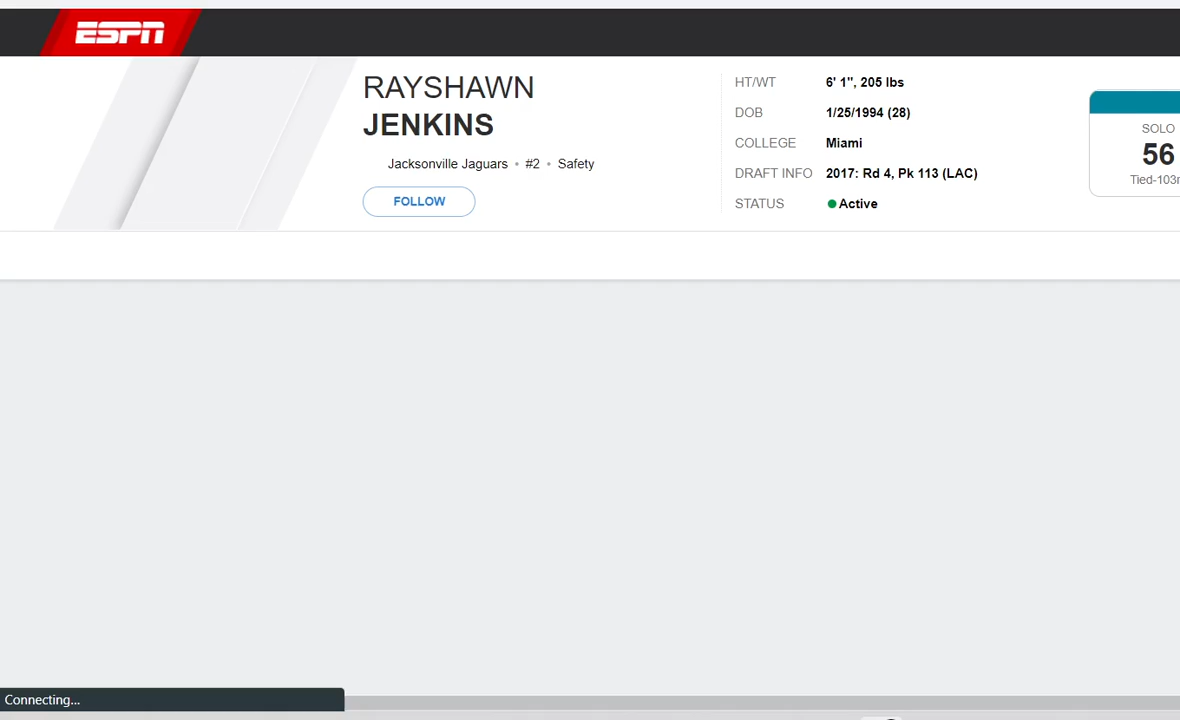 ESPN
RAYSHAWN
JENKINS
Jacksonville Jaguars • #2 • Safety
FOLLOW
HT/WT 6' 1", 205 lbs
DOB 1/25/1994 (28)
COLLEGE Miami
DRAFT INFO 2017: Rd 4, Pk 113 (LAC)
STATUS Active
SOLO
56
Connecting...